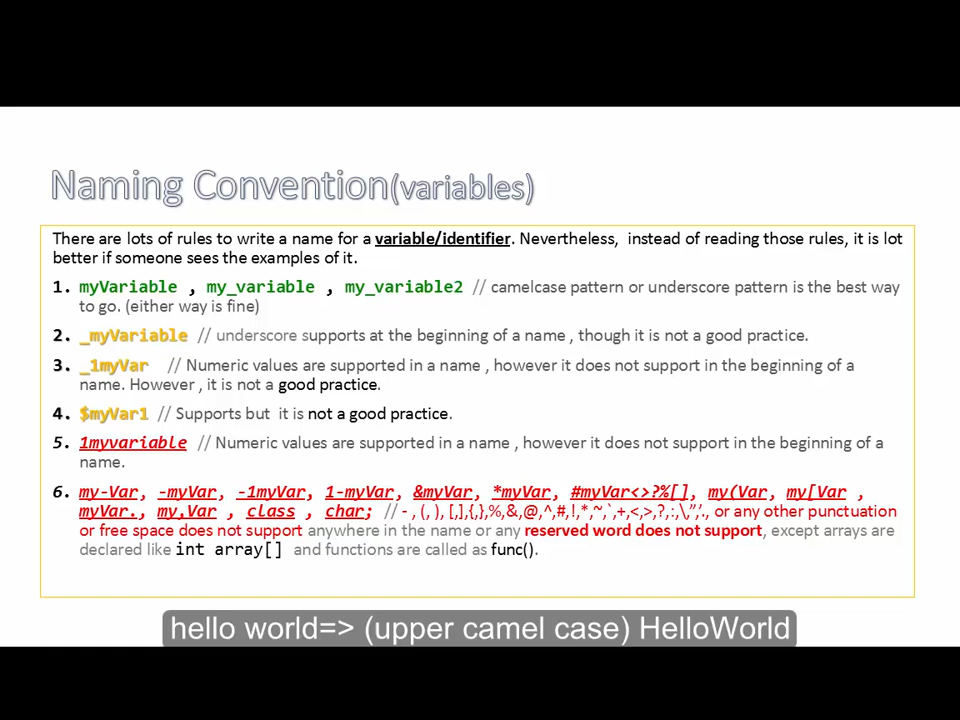 Naming Convention(variables)
There are lots of rules to write a name for a variable/identifier. Nevertheless, instead of reading those rules, it is lot
better if someone sees the examples of it.
1. myVariable , my_variable , my_variable2 // camelcase pattern or underscore pattern is the best way
to go. (either way is fine)
2. _myVariable // underscore supports at the beginning of a name , though it is not a good practice.
3. _1myVar // Numeric values are supported in a name , however it does not support in the beginning of a
name. However , it is not a good practice.
4. $myVar1 // Supports but it is not a good practice.
5. 1myvariable // Numeric values are supported in a name , however it does not support in the beginning of a
name.
6. my-Var, -myVar, -1myVar, 1-myVar, &myVar, *myVar, #myVar<>?%[], my(Var, my[Var ,
myVar., my,Var , class , char; // - , (, ), [,],{,},%,&,@,^,#,!,*,~,`,+,<,>,?,:,\,”,’., or any other punctuation
or free space does not support anywhere in the name or any reserved word does not support, except arrays are
declared like int array[] and functions are called as func().
hello world=> (upper camel case) HelloWorld